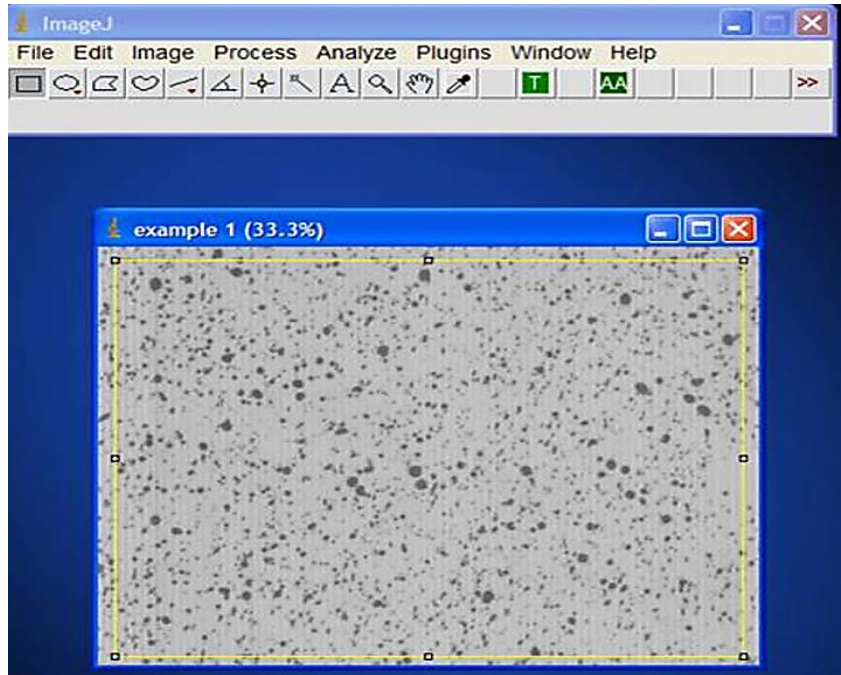 ImageJ
File Edit Image Process Analyze Plugins Window Help
A T AA >>
example 1 (33.3%)